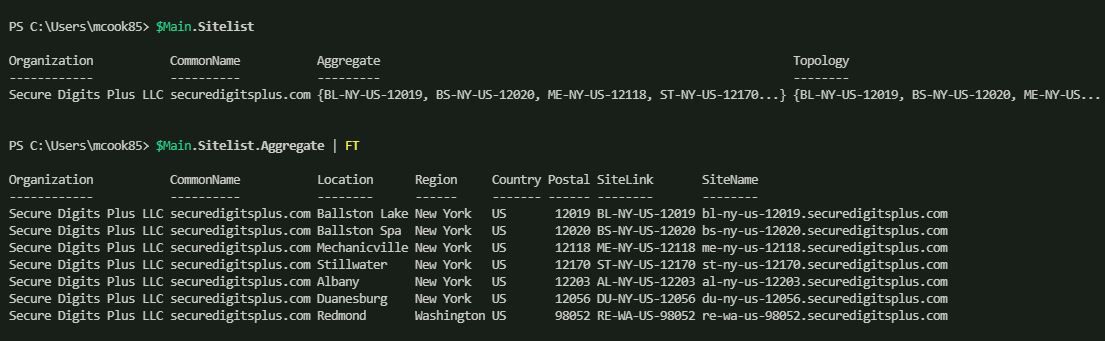 PS C:\Users\mcook85> $Main.Sitelist
Organization CommonName Aggregate Topology
------------ ---------- --------- --------
Secure Digits Plus LLC securedigitsplus.com {BL-NY-US-12019, BS-NY-US-12020, ME-NY-US-12118, ST-NY-US-12170...} {BL-NY-US-12019, BS-NY-US-12020, ME-NY-US...
PS C:\Users\mcook85> $Main.Sitelist.Aggregate | FT
Organization CommonName Location Region Country Postal SiteLink SiteName
------------ ---------- -------- ------ ------- ------ -------- --------
Secure Digits Plus LLC securedigitsplus.com Ballston Lake New York US 12019 BL-NY-US-12019 bl-ny-us-12019.securedigitsplus.com
Secure Digits Plus LLC securedigitsplus.com Ballston Spa New York US 12020 BS-NY-US-12020 bs-ny-us-12020.securedigitsplus.com
Secure Digits Plus LLC securedigitsplus.com Mechanicville New York US 12118 ME-NY-US-12118 me-ny-us-12118.securedigitsplus.com
Secure Digits Plus LLC securedigitsplus.com Stillwater New York US 12170 ST-NY-US-12170 st-ny-us-12170.securedigitsplus.com
Secure Digits Plus LLC securedigitsplus.com Albany New York US 12203 AL-NY-US-12203 al-ny-us-12203.securedigitsplus.com
Secure Digits Plus LLC securedigitsplus.com Duanesburg New York US 12056 DU-NY-US-12056 du-ny-us-12056.securedigitsplus.com
Secure Digits Plus LLC securedigitsplus.com Redmond Washington US 98052 RE-WA-US-98052 re-wa-us-98052.securedigitsplus.com